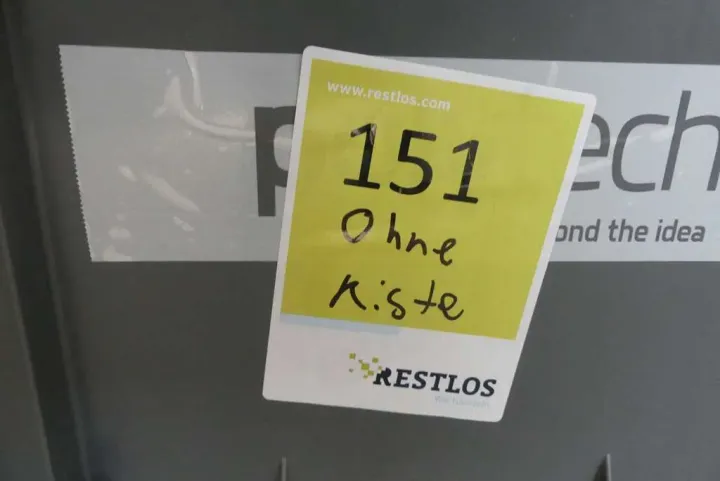 www.restlos.com
151
Ohne
Kiste
RESTLOS
p ech
ond the idea